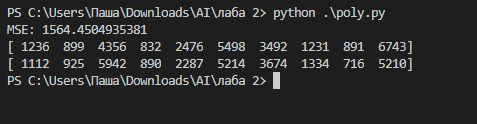 PS C:\Users\Паша\Downloads\AI\лаба 2> python .\poly.py
MSE: 1564.4504935381
[ 1236  899 4356  832 2476 5498 3492 1231  891 6743]
[ 1112  925 5942  890 2287 5214 3674 1334  716 5210]
PS C:\Users\Паша\Downloads\AI\лаба 2>